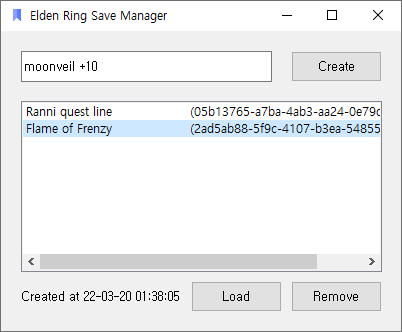 Elden Ring Save Manager
moonveil +10
Create
Ranni quest line (05b13765-a7ba-4ab3-aa24-0e79c
Flame of Frenzy (2ad5ab88-5f9c-4107-b3ea-54855
Created at 22-03-20 01:38:05
Load
Remove